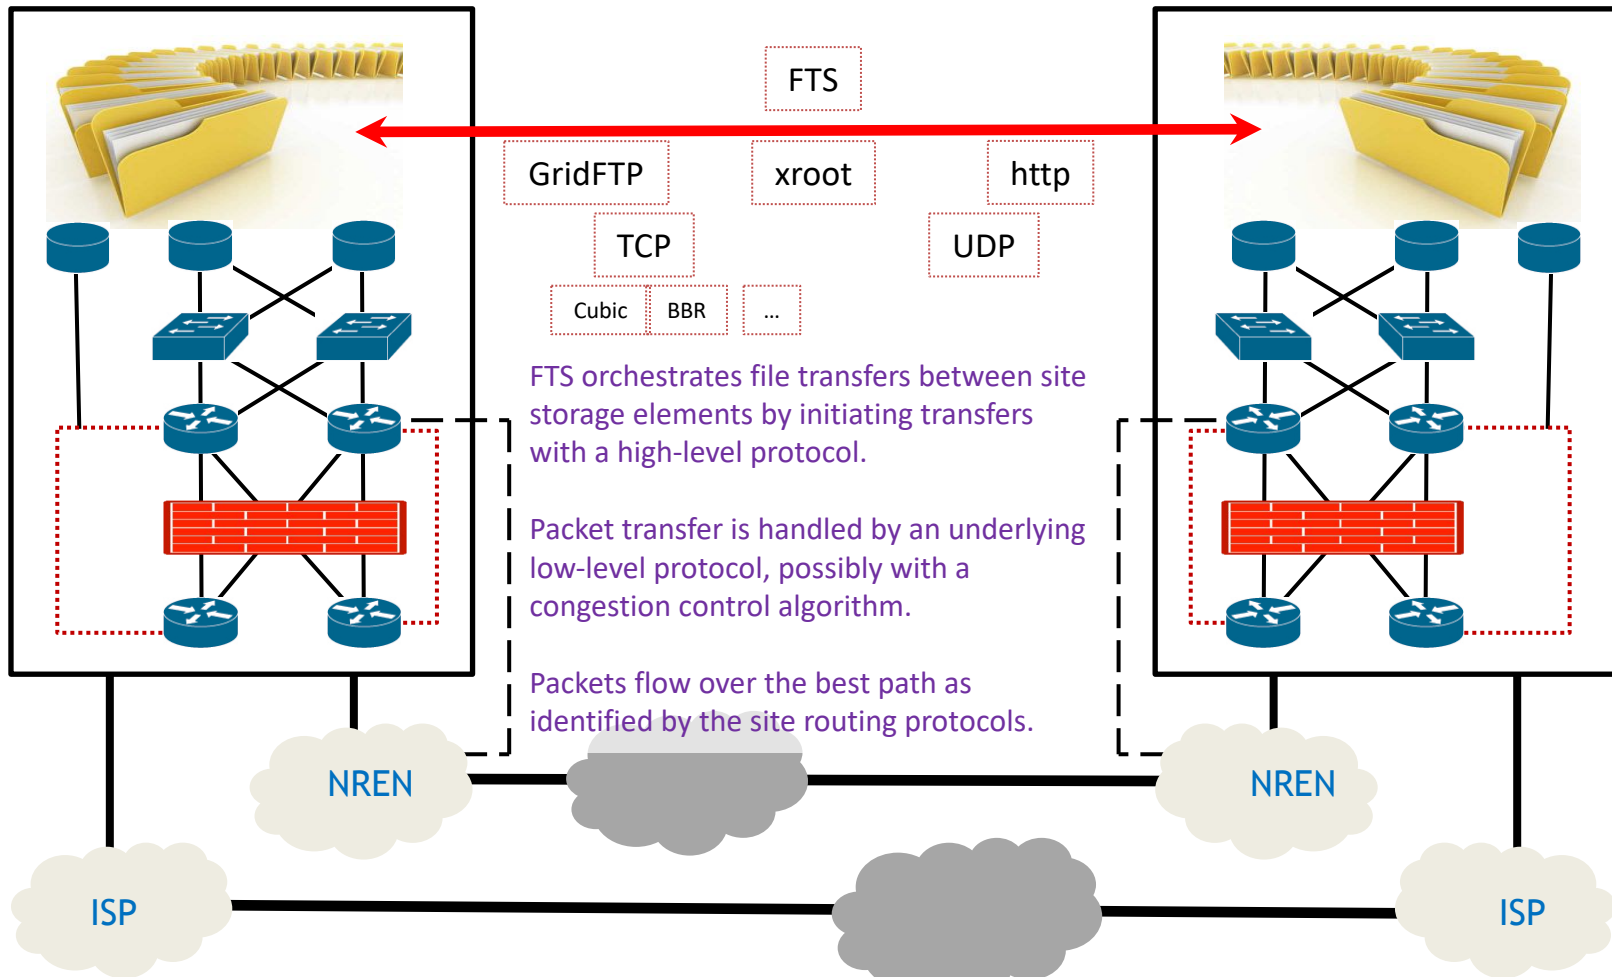 FTS
GridFTP
xroot
http
TCP
UDP
Cubic
BBR
...
FTS orchestrates file transfers between site
storage elements by initiating transfers
with a high-level protocol.
Packet transfer is handled by an underlying
low-level protocol, possibly with a
congestion control algorithm.
Packets flow over the best path as
identified by the site routing protocols.
NREN
NREN
ISP
ISP